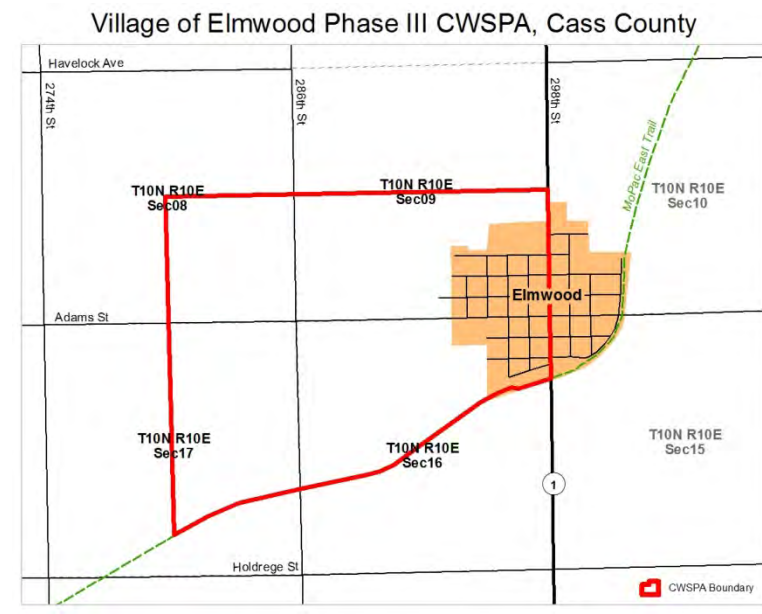 Village of Elmwood Phase III CWSPA, Cass County
Havelock Ave
274th St
286th St
298th St
MoPac East Trail
T10N R10E
Sec08
T10N R10E
Sec09
T10N R10E
Sec10
Elmwood
Adams St
T10N R10E
Sec17
T10N R10E
Sec16
T10N R10E
Sec15
1
Holdrege St
CWSPA Boundary